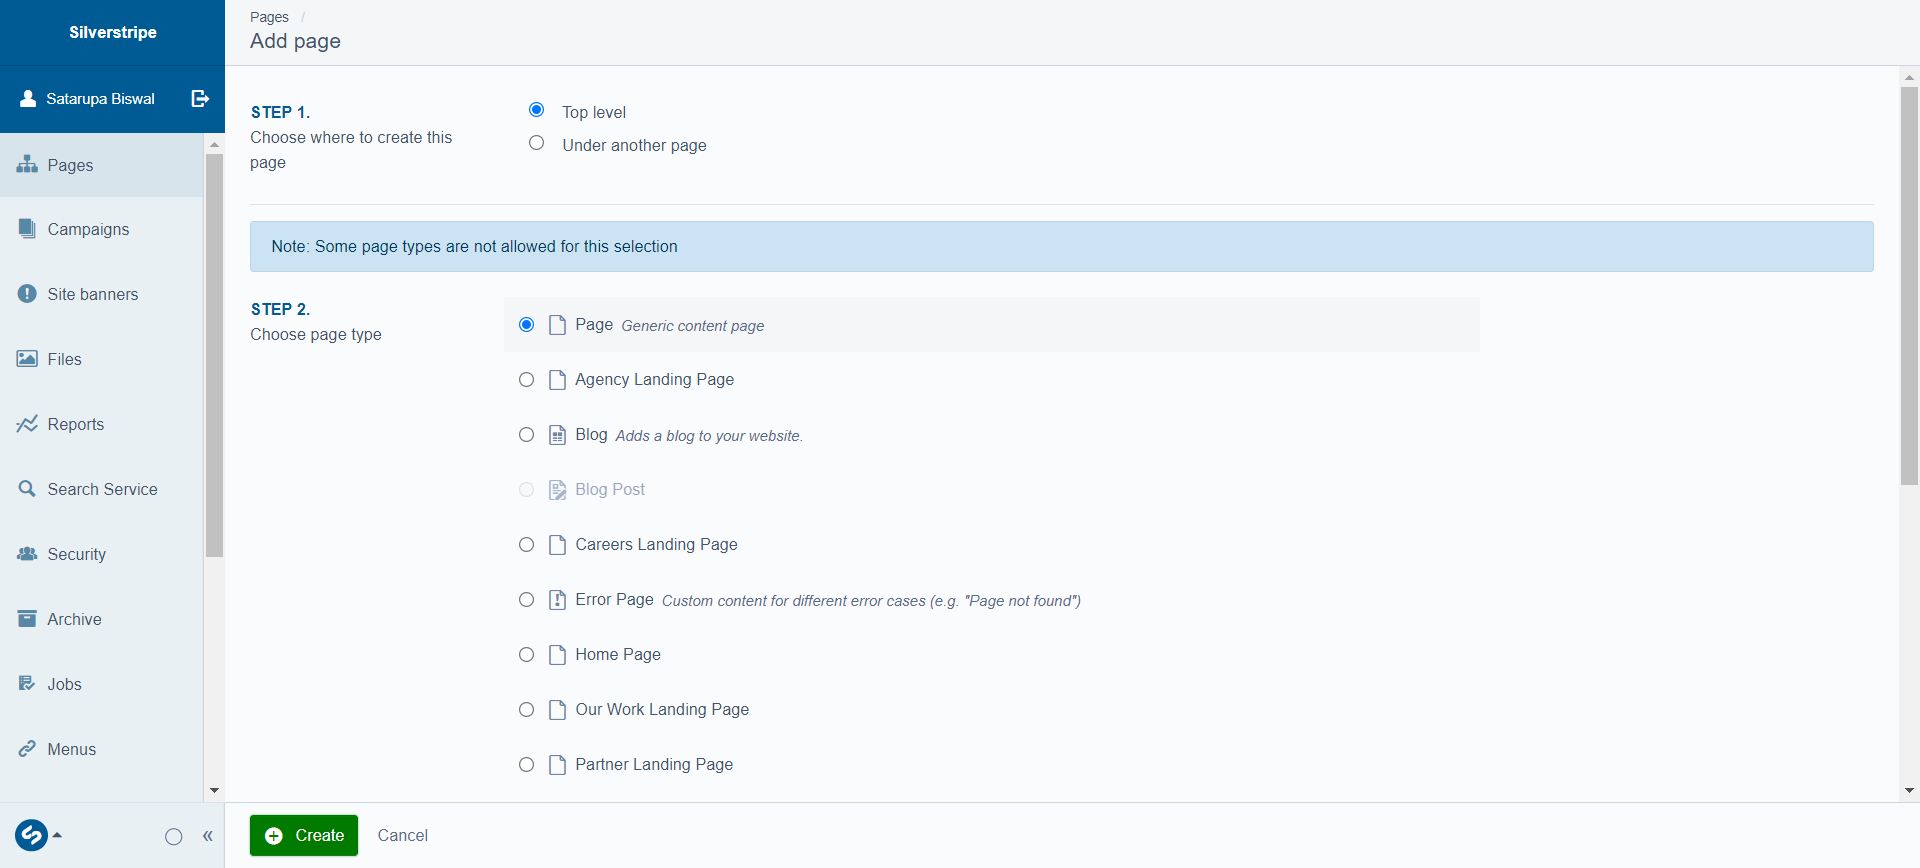 Silverstripe
Satarupa Biswal
Pages
Campaigns
Site banners
Files
Reports
Search Service
Security
Archive
Jobs
Menus
Pages /
Add page
STEP 1.
Choose where to create this
page
Top level
Under another page
Note: Some page types are not allowed for this selection
STEP 2.
Choose page type
Page Generic content page
Agency Landing Page
Blog Adds a blog to your website.
Blog Post
Careers Landing Page
Error Page Custom content for different error cases (e.g. "Page not found")
Home Page
Our Work Landing Page
Partner Landing Page
Create Cancel